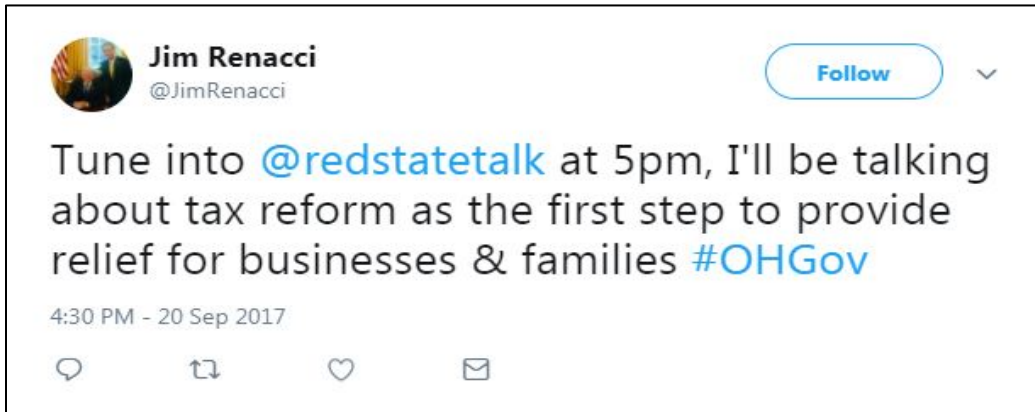 Jim Renacci
@JimRenacci
Follow
Tune into @redstatetalk at 5pm, I'll be talking
about tax reform as the first step to provide
relief for businesses & families #OHGov
4:30 PM - 20 Sep 2017